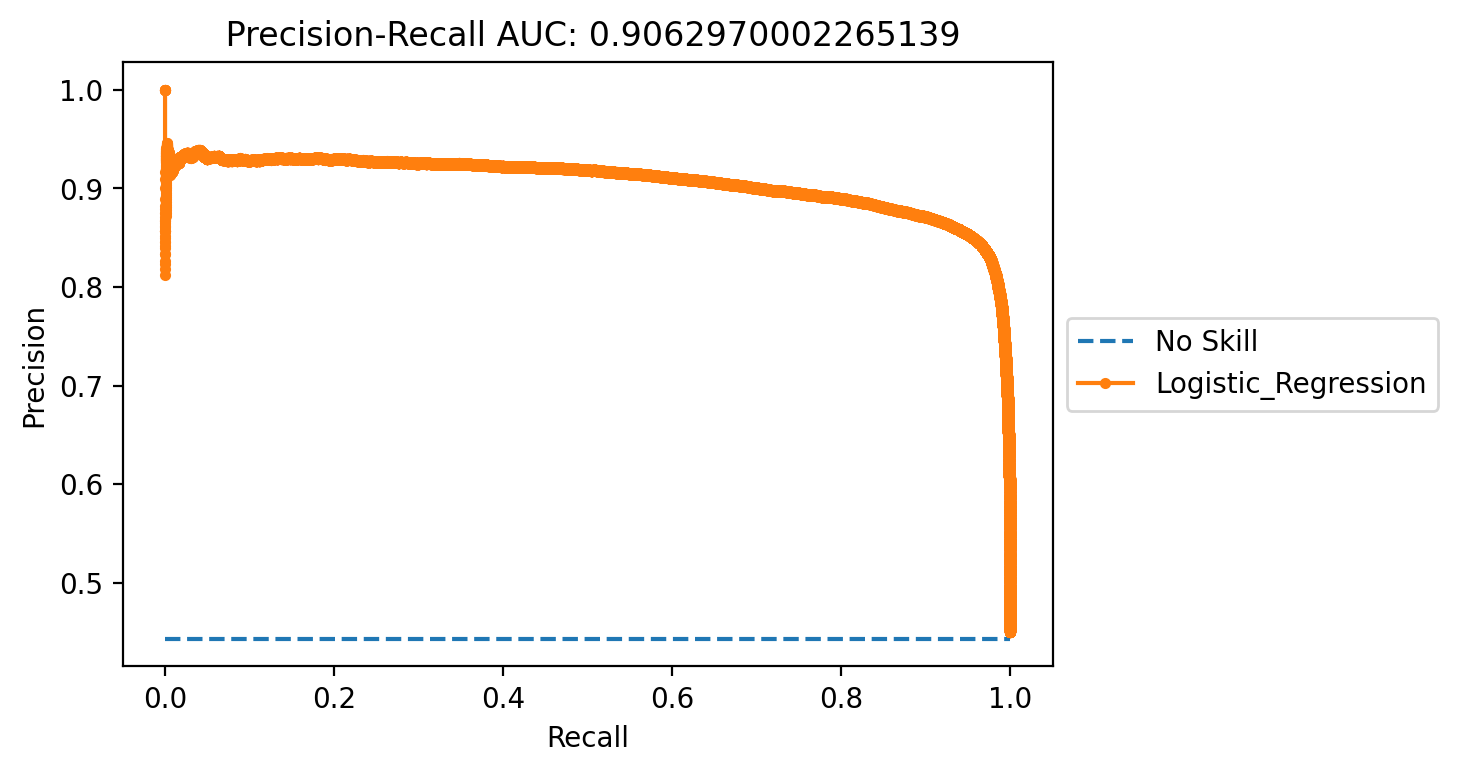 Precision-Recall AUC: 0.9062970002265139
1.0
0.9
0.8
0.7
0.6
0.5
Precision
0.0 0.2 0.4 0.6 0.8 1.0
Recall
No Skill
Logistic_Regression